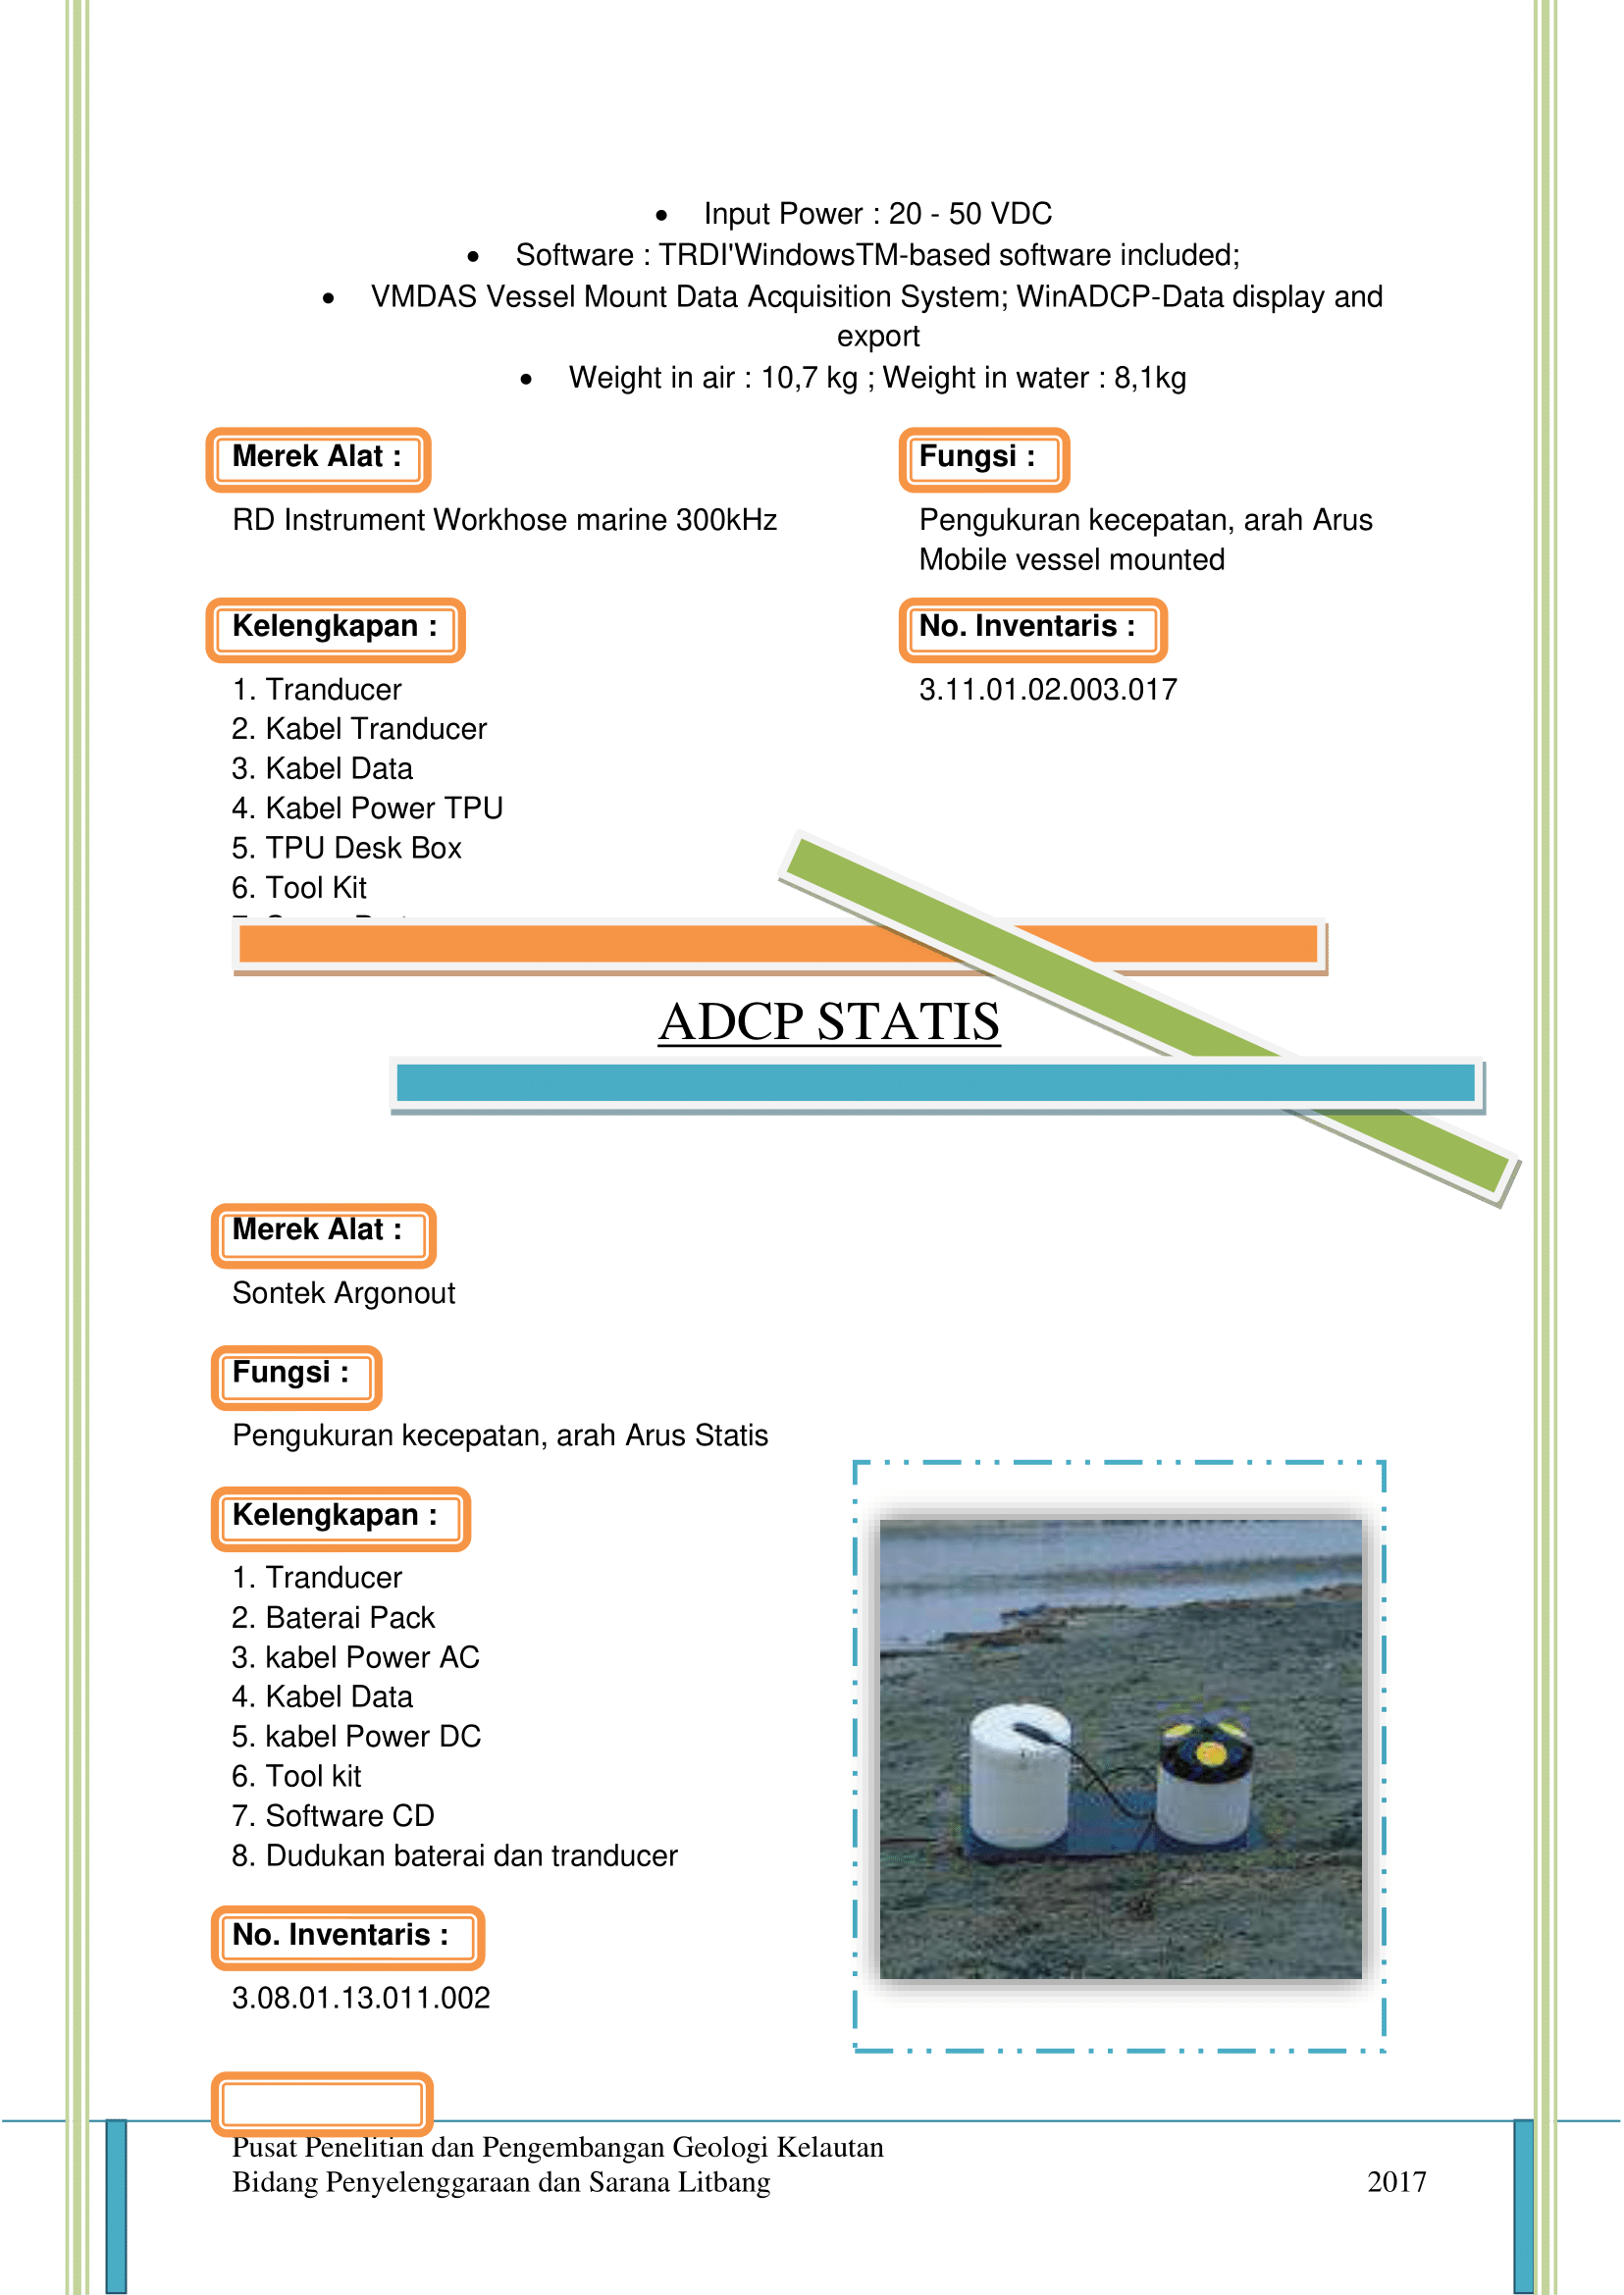 • Input Power : 20 - 50 VDC
• Software : TRDI'WindowsTM-based software included;
• VMDAS Vessel Mount Data Acquisition System; WinADCP-Data display and
export
• Weight in air : 10,7 kg ; Weight in water : 8,1kg
Merek Alat :
RD Instrument Workhose marine 300kHz
Fungsi :
Pengukuran kecepatan, arah Arus
Mobile vessel mounted
Kelengkapan :
1. Tranducer
2. Kabel Tranducer
3. Kabel Data
4. Kabel Power TPU
5. TPU Desk Box
6. Tool Kit
No. Inventaris :
3.11.01.02.003.017
ADCP STATIS
Merek Alat :
Sontek Argonout
Fungsi :
Pengukuran kecepatan, arah Arus Statis
Kelengkapan :
1. Tranducer
2. Baterai Pack
3. kabel Power AC
4. Kabel Data
5. kabel Power DC
6. Tool kit
7. Software CD
8. Dudukan baterai dan tranducer
No. Inventaris :
3.08.01.13.011.002
Pusat Penelitian dan Pengembangan Geologi Kelautan
Bidang Penyelenggaraan dan Sarana Litbang 2017